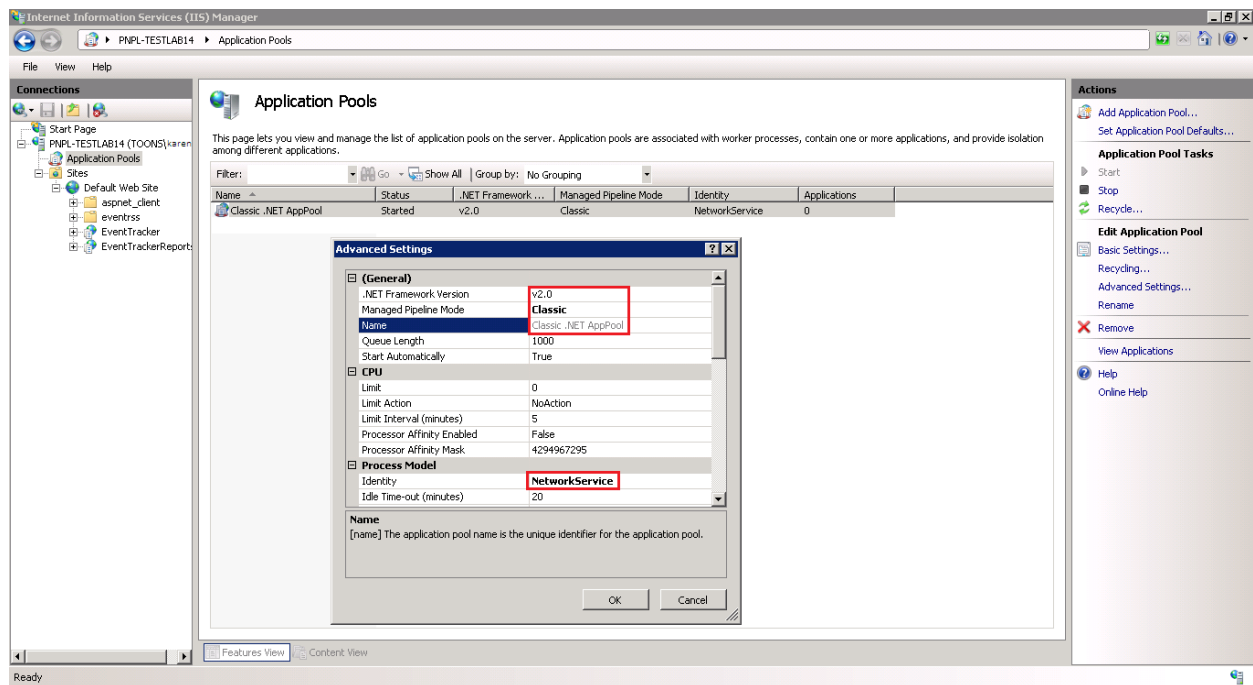 Internet Information Services (IIS) Manager
PNPL-TESTLAB14 Application Pools
File View Help
Connections
Start Page
PNPL-TESTLAB14 (TOONS\karen
Application Pools
Sites
Default Web Site
aspnet_client
eventrss
EventTracker
EventTrackerReports
Application Pools
This page lets you view and manage the list of application pools on the server. Application pools are associated with worker processes, contain one or more applications, and provide isolation
among different applications.
Filter: Go Show All Group by: No Grouping
Name Status .NET Framework ... Managed Pipeline Mode Identity Applications
Classic .NET AppPool Started v2.0 Classic NetworkService 0
Advanced Settings
(General)
.NET Framework Version v2.0
Managed Pipeline Mode Classic
Name Classic .NET AppPool
Queue Length 1000
Start Automatically True
CPU
Limit 0
Limit Action NoAction
Limit Interval (minutes) 5
Processor Affinity Enabled False
Processor Affinity Mask 4294967295
Process Model
Identity NetworkService
Idle Time-out (minutes) 20
Name
[name] The application pool name is the unique identifier for the application pool.
OK Cancel
Features View Content View
Actions
Add Application Pool...
Set Application Pool Defaults...
Application Pool Tasks
Start
Stop
Recycle...
Edit Application Pool
Basic Settings...
Recycling...
Advanced Settings...
Rename
Remove
View Applications
Help
Online Help
Ready